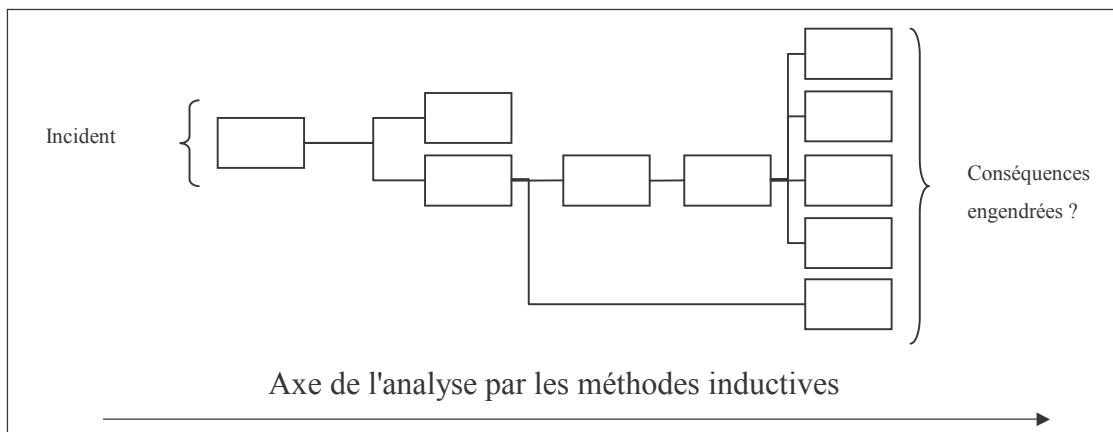 Incident
Conséquences
engendrées ?
Axe de l'analyse par les méthodes inductives